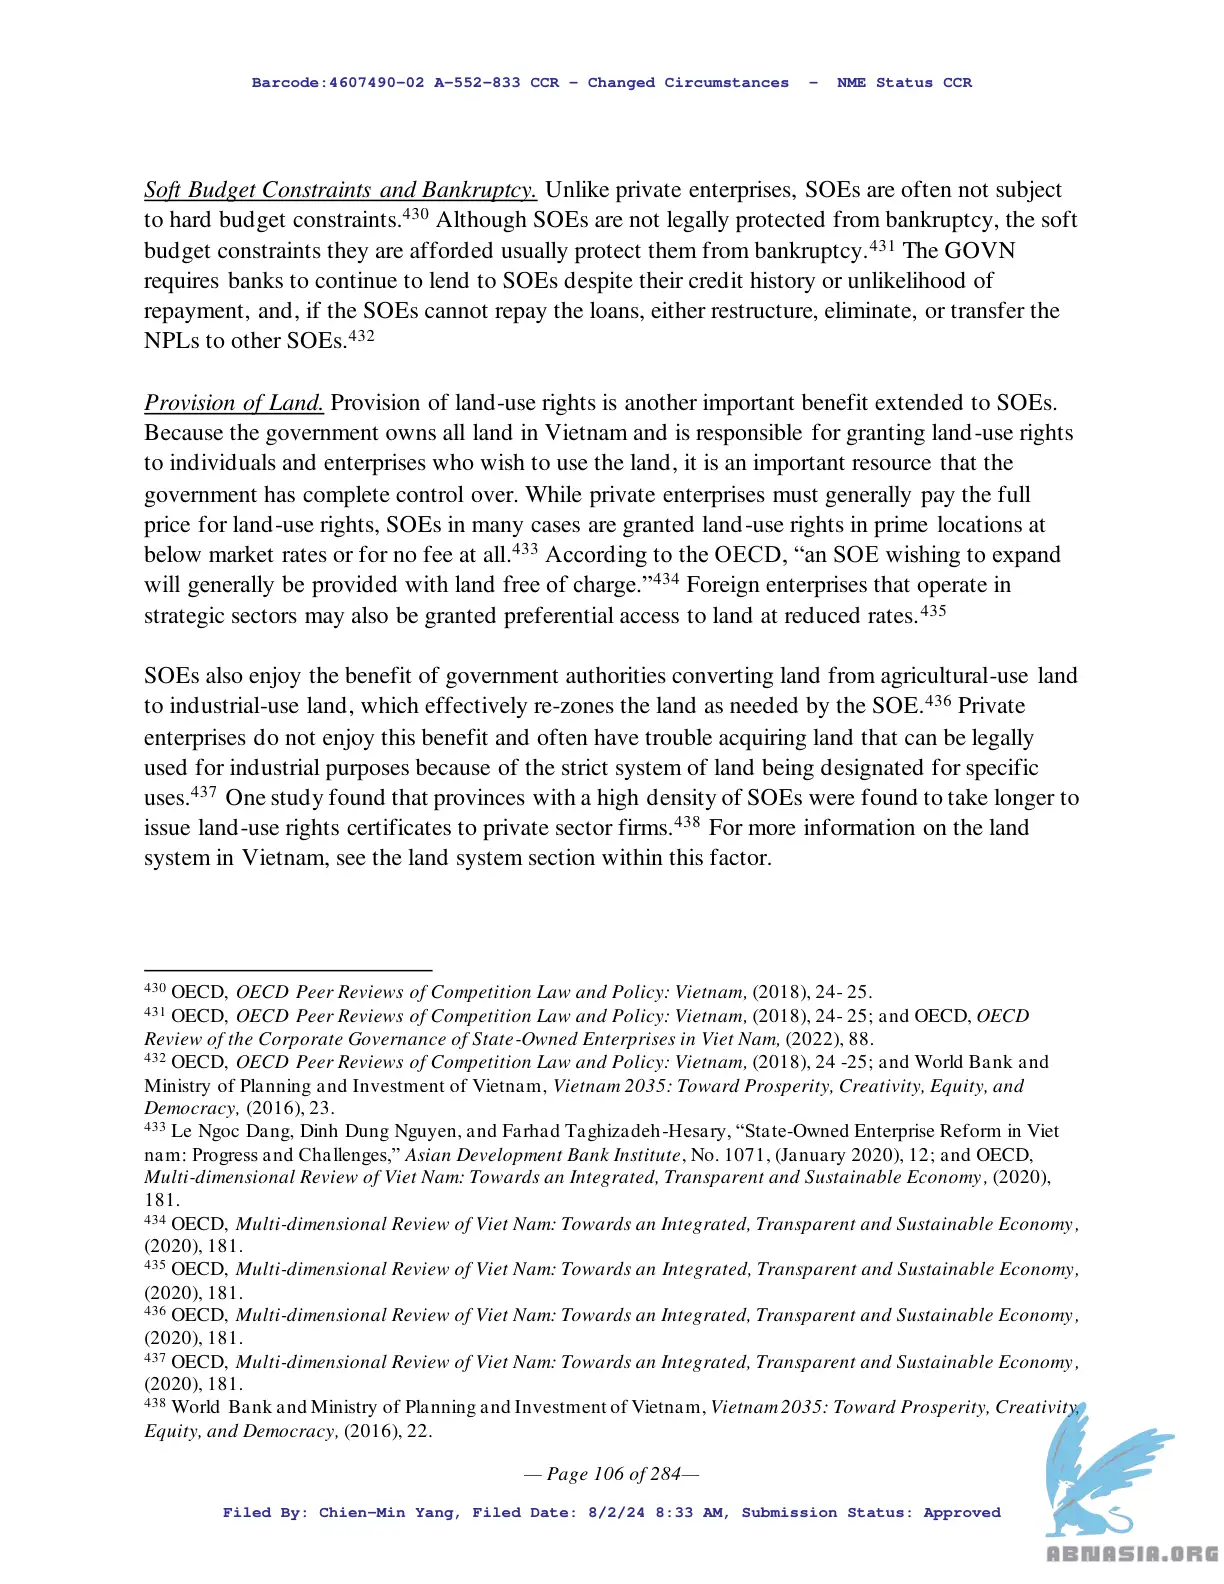 Barcode:4607490-02 A-552-833 CCR - Changed Circumstances - NME Status CCR
Soft Budget Constraints and Bankruptcy. Unlike private enterprises, SOEs are often not subject
to hard budget constraints.430 Although SOEs are not legally protected from bankruptcy, the soft
budget constraints they are afforded usually protect them from bankruptcy.431 The GOVN
requires banks to continue to lend to SOEs despite their credit history or unlikelihood of
repayment, and, if the SOEs cannot repay the loans, either restructure, eliminate, or transfer the
NPLs to other SOEs.432
Provision of Land. Provision of land-use rights is another important benefit extended to SOEs.
Because the government owns all land in Vietnam and is responsible for granting land-use rights
to individuals and enterprises who wish to use the land, it is an important resource that the
government has complete control over. While private enterprises must generally pay the full
price for land-use rights, SOEs in many cases are granted land-use rights in prime locations at
below market rates or for no fee at all.433 According to the OECD, “an SOE wishing to expand
will generally be provided with land free of charge.”434 Foreign enterprises that operate in
strategic sectors may also be granted preferential access to land at reduced rates.435
SOEs also enjoy the benefit of government authorities converting land from agricultural-use land
to industrial-use land, which effectively re-zones the land as needed by the SOE.436 Private
enterprises do not enjoy this benefit and often have trouble acquiring land that can be legally
used for industrial purposes because of the strict system of land being designated for specific
uses.437 One study found that provinces with a high density of SOEs were found to take longer to
issue land-use rights certificates to private sector firms.438 For more information on the land
system in Vietnam, see the land system section within this factor.
430 OECD, OECD Peer Reviews of Competition Law and Policy: Vietnam, (2018), 24- 25.
431 OECD, OECD Peer Reviews of Competition Law and Policy: Vietnam, (2018), 24- 25; and OECD, OECD
Review of the Corporate Governance of State-Owned Enterprises in Viet Nam, (2022), 88.
432 OECD, OECD Peer Reviews of Competition Law and Policy: Vietnam, (2018), 24 -25; and World Bank and
Ministry of Planning and Investment of Vietnam, Vietnam 2035: Toward Prosperity, Creativity, Equity, and
Democracy, (2016), 23.
433 Le Ngoc Dang, Dinh Dung Nguyen, and Farhad Taghizadeh-Hesary, “State-Owned Enterprise Reform in Viet
nam: Progress and Challenges,” Asian Development Bank Institute, No. 1071, (January 2020), 12; and OECD,
Multi-dimensional Review of Viet Nam: Towards an Integrated, Transparent and Sustainable Economy, (2020),
181.
434 OECD, Multi-dimensional Review of Viet Nam: Towards an Integrated, Transparent and Sustainable Economy,
(2020), 181.
435 OECD, Multi-dimensional Review of Viet Nam: Towards an Integrated, Transparent and Sustainable Economy,
(2020), 181.
436 OECD, Multi-dimensional Review of Viet Nam: Towards an Integrated, Transparent and Sustainable Economy,
(2020), 181.
437 OECD, Multi-dimensional Review of Viet Nam: Towards an Integrated, Transparent and Sustainable Economy,
(2020), 181.
438 World Bank and Ministry of Planning and Investment of Vietnam, Vietnam 2035: Toward Prosperity, Creativity,
Equity, and Democracy, (2016), 22.
— Page 106 of 284—
Filed By: Chien-Min Yang, Filed Date: 8/2/24 8:33 AM, Submission Status: Approved
ABNASIA.ORG